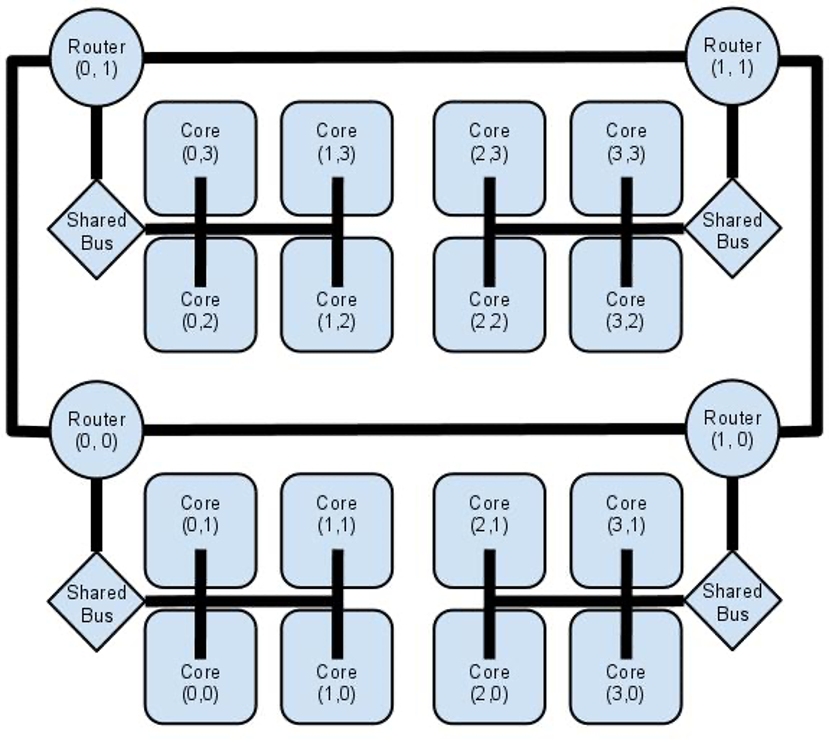 Router
(0, 1)
Router
(1, 1)
Core
(0,3)
Core
(1,3)
Core
(2,3)
Core
(3,3)
Shared
Bus
Shared
Bus
Core
(0,2)
Core
(1,2)
Core
(2,2)
Core
(3,2)
Router
(0, 0)
Router
(1, 0)
Core
(0,1)
Core
(1,1)
Core
(2,1)
Core
(3,1)
Shared
Bus
Shared
Bus
Core
(0,0)
Core
(1,0)
Core
(2,0)
Core
(3,0)